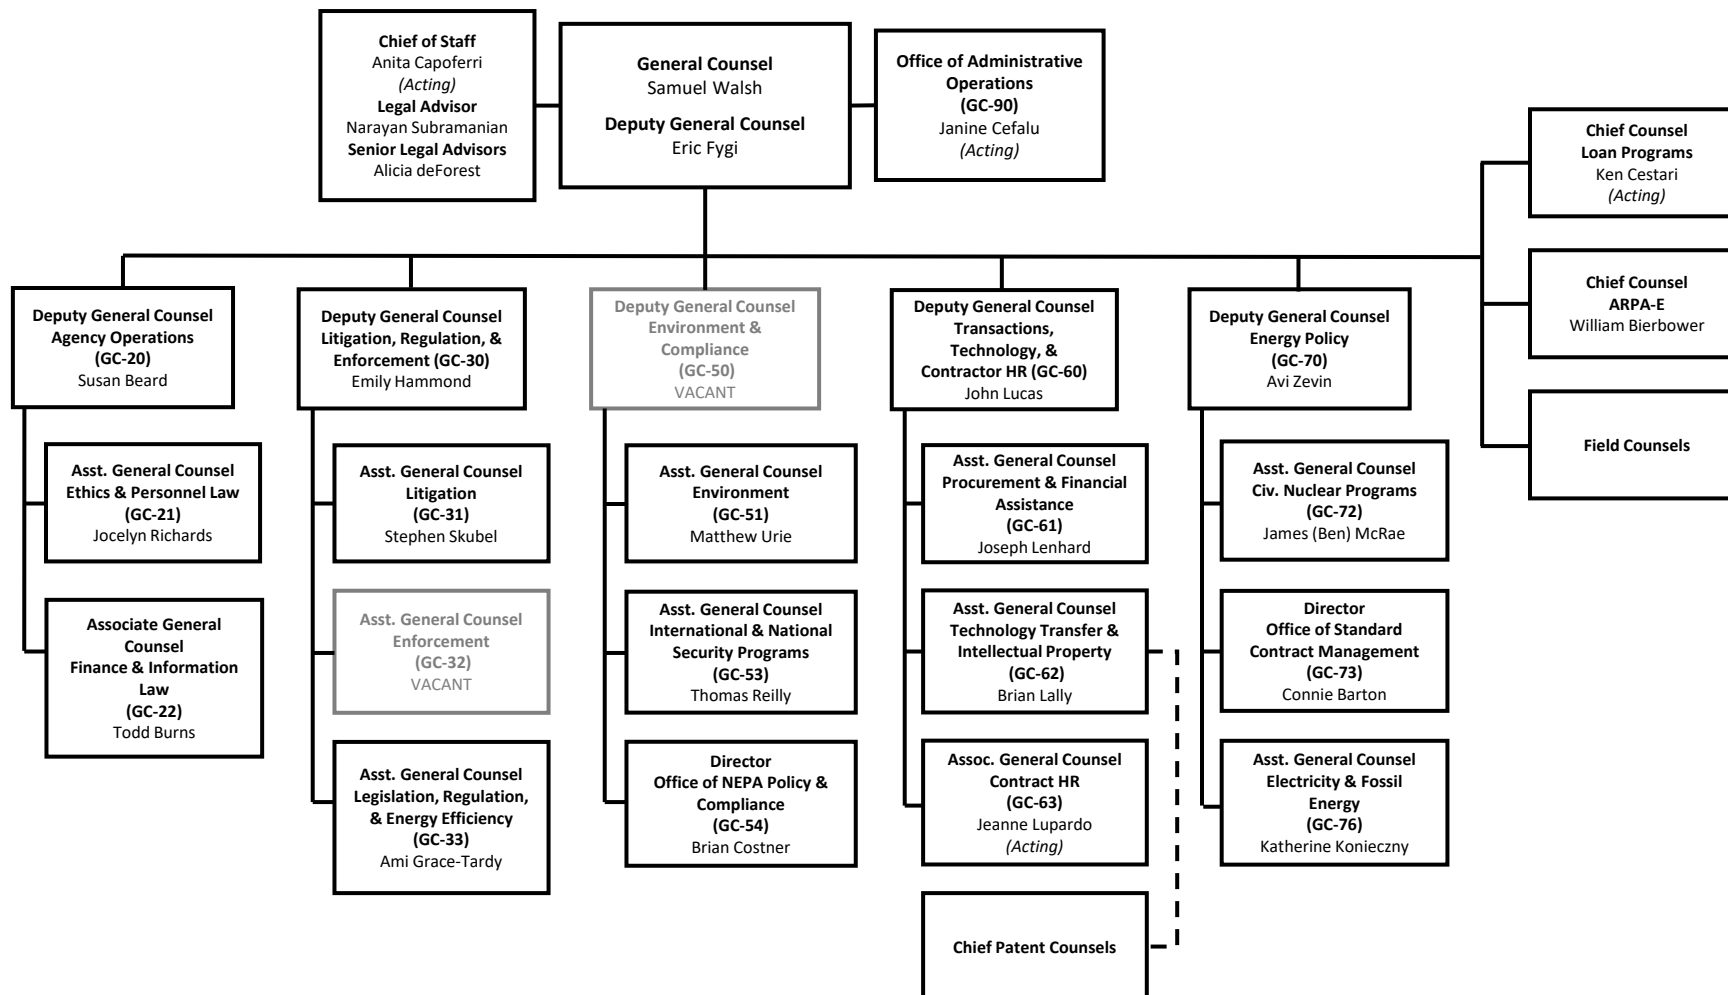 Chief of Staff
Anita Capoferri
(Acting)
Legal Advisor
Narayan Subramanian
Senior Legal Advisors
Alicia deForest
General Counsel
Samuel Walsh
Deputy General Counsel
Eric Fygi
Office of Administrative
Operations
(GC-90)
Janine Cefalu
(Acting)
Chief Counsel
Loan Programs
Ken Cestari
(Acting)
Chief Counsel
ARPA-E
William Bierbower
Field Counsels
Deputy General Counsel
Agency Operations
(GC-20)
Susan Beard
Asst. General Counsel
Ethics & Personnel Law
(GC-21)
Jocelyn Richards
Associate General
Counsel
Finance & Information
Law
(GC-22)
Todd Burns
Deputy General Counsel
Litigation, Regulation, &
Enforcement (GC-30)
Emily Hammond
Asst. General Counsel
Litigation
(GC-31)
Stephen Skubel
Asst. General Counsel
Enforcement
(GC-32)
VACANT
Asst. General Counsel
Legislation, Regulation,
& Energy Efficiency
(GC-33)
Ami Grace-Tardy
Deputy General Counsel
Environment &
Compliance
(GC-50)
VACANT
Asst. General Counsel
Environment
(GC-51)
Matthew Urie
Asst. General Counsel
International & National
Security Programs
(GC-53)
Thomas Reilly
Director
Office of NEPA Policy &
Compliance
(GC-54)
Brian Costner
Deputy General Counsel
Transactions,
Technology, &
Contractor HR (GC-60)
John Lucas
Asst. General Counsel
Procurement & Financial
Assistance
(GC-61)
Joseph Lenhard
Asst. General Counsel
Technology Transfer &
Intellectual Property
(GC-62)
Brian Lally
Assoc. General Counsel
Contract HR
(GC-63)
Jeanne Lupardo
(Acting)
Chief Patent Counsels
Deputy General Counsel
Energy Policy
(GC-70)
Avi Zevin
Asst. General Counsel
Civ. Nuclear Programs
(GC-72)
James (Ben) McRae
Director
Office of Standard
Contract Management
(GC-73)
Connie Barton
Asst. General Counsel
Electricity & Fossil
Energy
(GC-76)
Katherine Konieczny